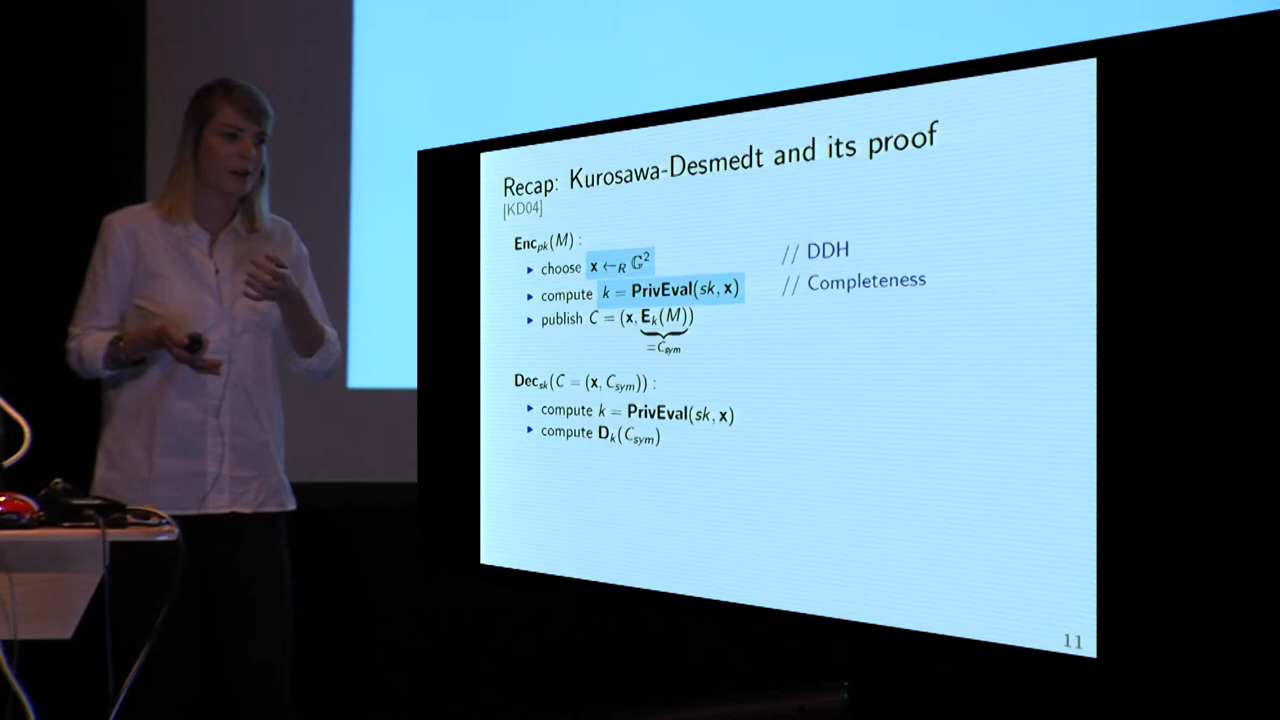 Recap: Kurosawa-Desmedt and its proof
[KD04]
Enc_pk(M) :
▸ choose x ←_R 𝔾² // DDH
▸ compute k = PrivEval(sk, x) // Completeness
▸ publish C = (x, E_k(M))
=C_sym
Dec_sk(C = (x, C_sym)) :
▸ compute k = PrivEval(sk, x)
▸ compute D_k(C_sym)
11